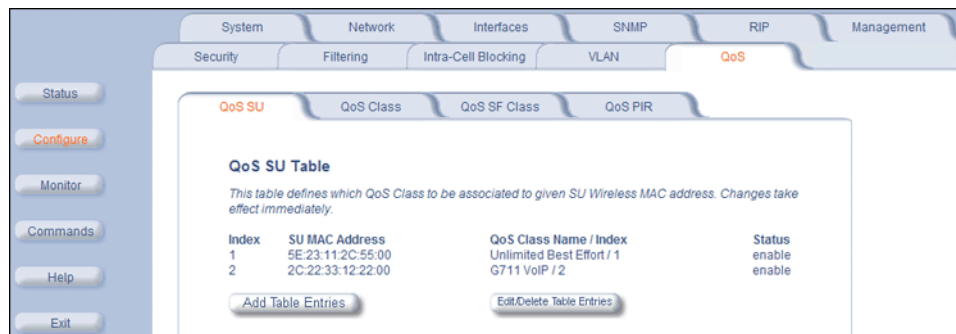 System Network Interfaces SNMP RIP Management
Security Filtering Intra-Cell Blocking VLAN QoS
Status
Configure
Monitor
Commands
Help
Exit
QoS SU QoS Class QoS SF Class QoS PIR
QoS SU Table
This table defines which QoS Class to be associated to given SU Wireless MAC address. Changes take
effect immediately.
Index SU MAC Address QoS Class Name / Index Status
1 5E:23:11:2C:55:00 Unlimited Best Effort / 1 enable
2 2C:22:33:12:22:00 G711 VoIP / 2 enable
Add Table Entries Edit/Delete Table Entries